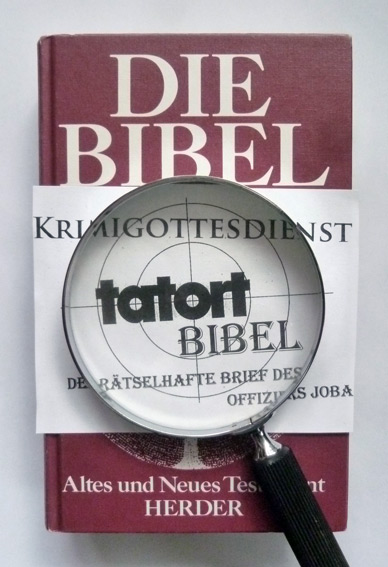 DIE
BIBEL
KRIMIGOTTESDIENST
tatort
BIBEL
DER RÄTSELHAFTE BRIEF DES
OFFIZIERS JOBA
Altes und Neues Testament
HERDER